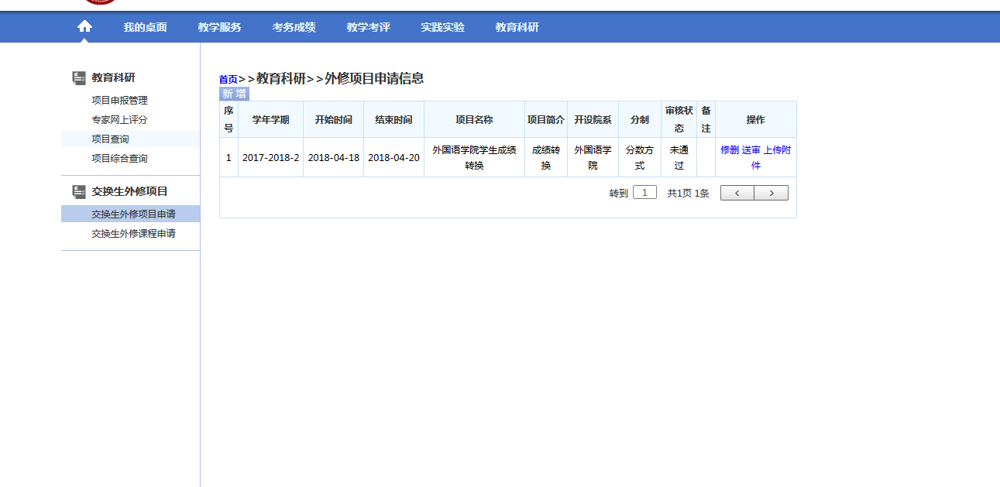 我的桌面 教学服务 考务成绩 教学考评 实践实验 教育科研
教育科研
项目申报管理
专家网上评分
项目查询
项目综合查询
交换生外修项目
交换生外修项目申请
交换生外修课程申请
首页>>教育科研>>外修项目申请信息
新 增
序号 学年学期 开始时间 结束时间 项目名称 项目简介 开设院系 分制 审核状态 备注 操作
1 2017-2018-2 2018-04-18 2018-04-20 外国语学院学生成绩转换 成绩转换 外国语学院 分数方式 未通过 修删 送审 上传附件
转到 1 共1页 1条 < >